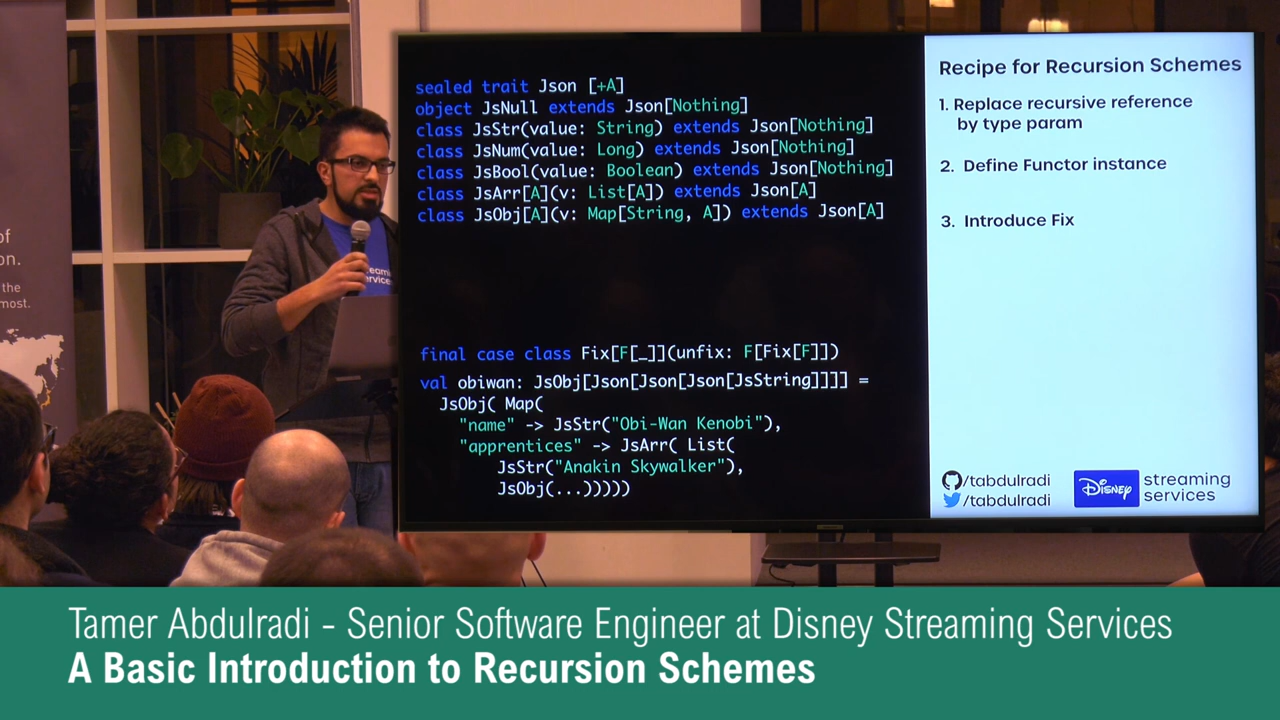 of
on.
the
most.
eami
ervice
sealed trait Json [+A]
object JsNull extends Json[Nothing]
class JsStr(value: String) extends Json[Nothing]
class JsNum(value: Long) extends Json[Nothing]
class JsBool(value: Boolean) extends Json[Nothing]
class JsArr[A](v: List[A]) extends Json[A]
class JsObj[A](v: Map[String, A]) extends Json[A]
final case class Fix[F[_]](unfix: F[Fix[F]])
val obiwan: JsObj[Json[Json[Json[JsString]]]] =
JsObj( Map(
"name" -> JsStr("Obi-Wan Kenobi"),
"apprentices" -> JsArr( List(
JsStr("Anakin Skywalker"),
JsObj(...)))))
Recipe for Recursion Schemes
1. Replace recursive reference
by type param
2. Define Functor instance
3. Introduce Fix
/tabdulradi
/tabdulradi
Disney streaming
services
Tamer Abdulradi - Senior Software Engineer at Disney Streaming Services
A Basic Introduction to Recursion Schemes